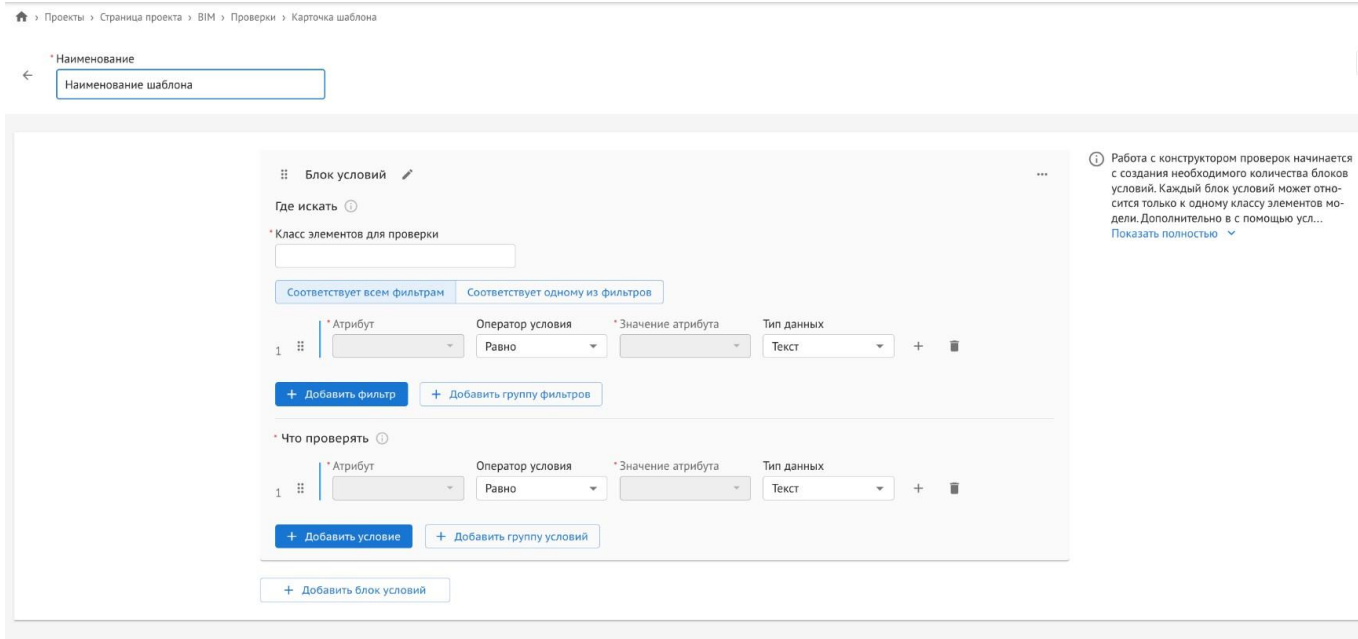 Проекты › Страница проекта › BIM › Проверки › Карточка шаблона
* Наименование
Наименование шаблона
Блок условий
Где искать
* Класс элементов для проверки
Соответствует всем фильтрам Соответствует одному из фильтров
* Атрибут Оператор условия * Значение атрибута Тип данных
1 Равно Текст
+ Добавить фильтр + Добавить группу фильтров
* Что проверять
* Атрибут Оператор условия * Значение атрибута Тип данных
1 Равно Текст
+ Добавить условие + Добавить группу условий
+ Добавить блок условий
Работа с конструктором проверок начинается
с создания необходимого количества блоков
условий. Каждый блок условий может отно-
сится только к одному классу элементов мо-
дели. Дополнительно в с помощью усл...
Показать полностью